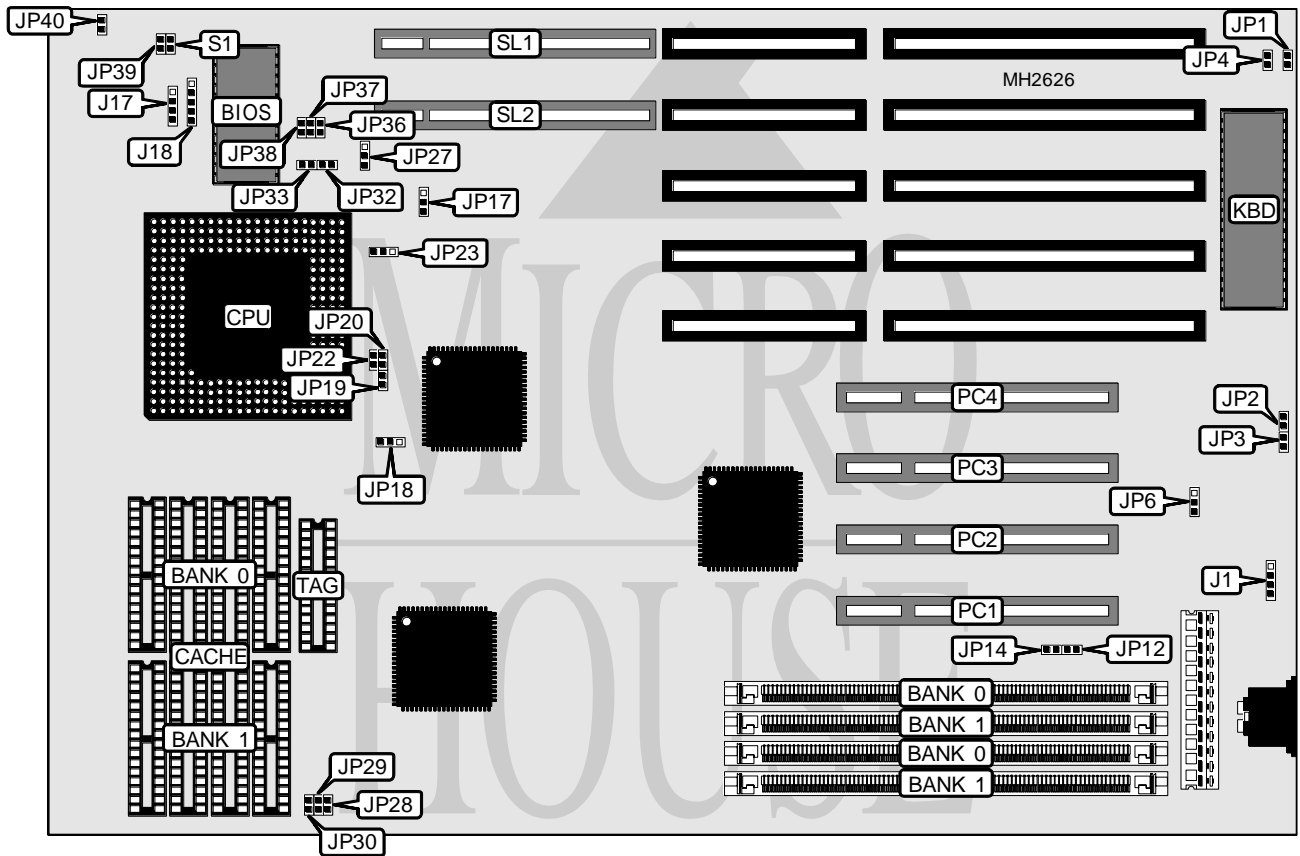 JP40
S1
SL1
JP1
JP4
JP39
MH2626
J17
JP37
BIOS
SL2
JP36
J18
JP38
JP27
JP33
JP32
JP17
KBD
JP23
CPU
JP20
JP22
JP19
PC4
JP2
JP3
PC3
JP18
JP6
MICRO
PC2
BANK 0
TAG
J1
HOUSE
PC1
CACHE
JP14
JP12
BANK 0
BANK 1
BANK 1
BANK 0
BANK 1
JP29
JP28
JP30